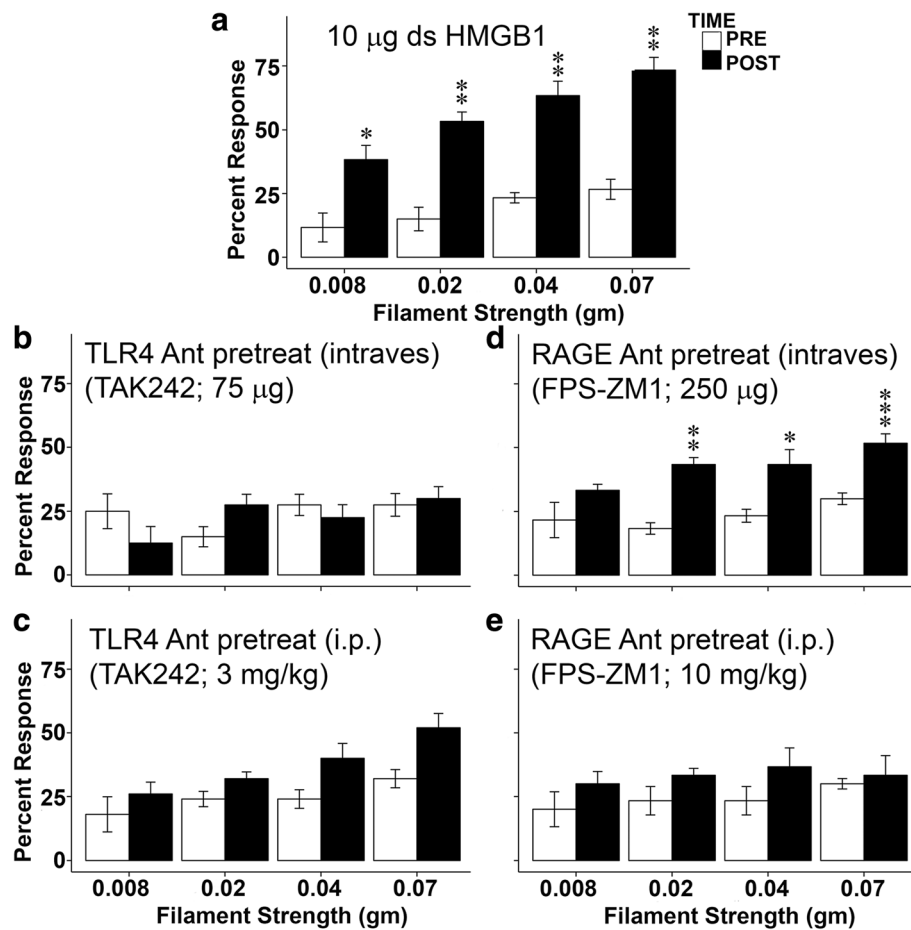 a
10 μg ds HMGB1
TIME
PRE
POST
Percent Response
75
50
25
0
*
**
**
**
0.008 0.02 0.04 0.07
Filament Strength (gm)
b
TLR4 Ant pretreat (intraves)
(TAK242; 75 μg)
Percent Response
75
50
25
0
d
RAGE Ant pretreat (intraves)
(FPS-ZM1; 250 μg)
**
*
***
c
TLR4 Ant pretreat (i.p.)
(TAK242; 3 mg/kg)
Percent Response
75
50
25
0
0.008 0.02 0.04 0.07
Filament Strength (gm)
e
RAGE Ant pretreat (i.p.)
(FPS-ZM1; 10 mg/kg)
0.008 0.02 0.04 0.07
Filament Strength (gm)